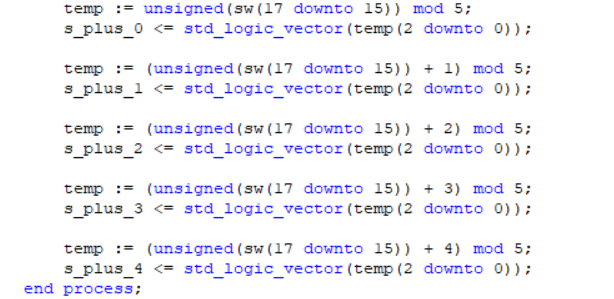 temp := unsigned(sw(17 downto 15)) mod 5;
s_plus_0 <= std_logic_vector(temp(2 downto 0));
temp := (unsigned(sw(17 downto 15)) + 1) mod 5;
s_plus_1 <= std_logic_vector(temp(2 downto 0));
temp := (unsigned(sw(17 downto 15)) + 2) mod 5;
s_plus_2 <= std_logic_vector(temp(2 downto 0));
temp := (unsigned(sw(17 downto 15)) + 3) mod 5;
s_plus_3 <= std_logic_vector(temp(2 downto 0));
temp := (unsigned(sw(17 downto 15)) + 4) mod 5;
s_plus_4 <= std_logic_vector(temp(2 downto 0));
end process;